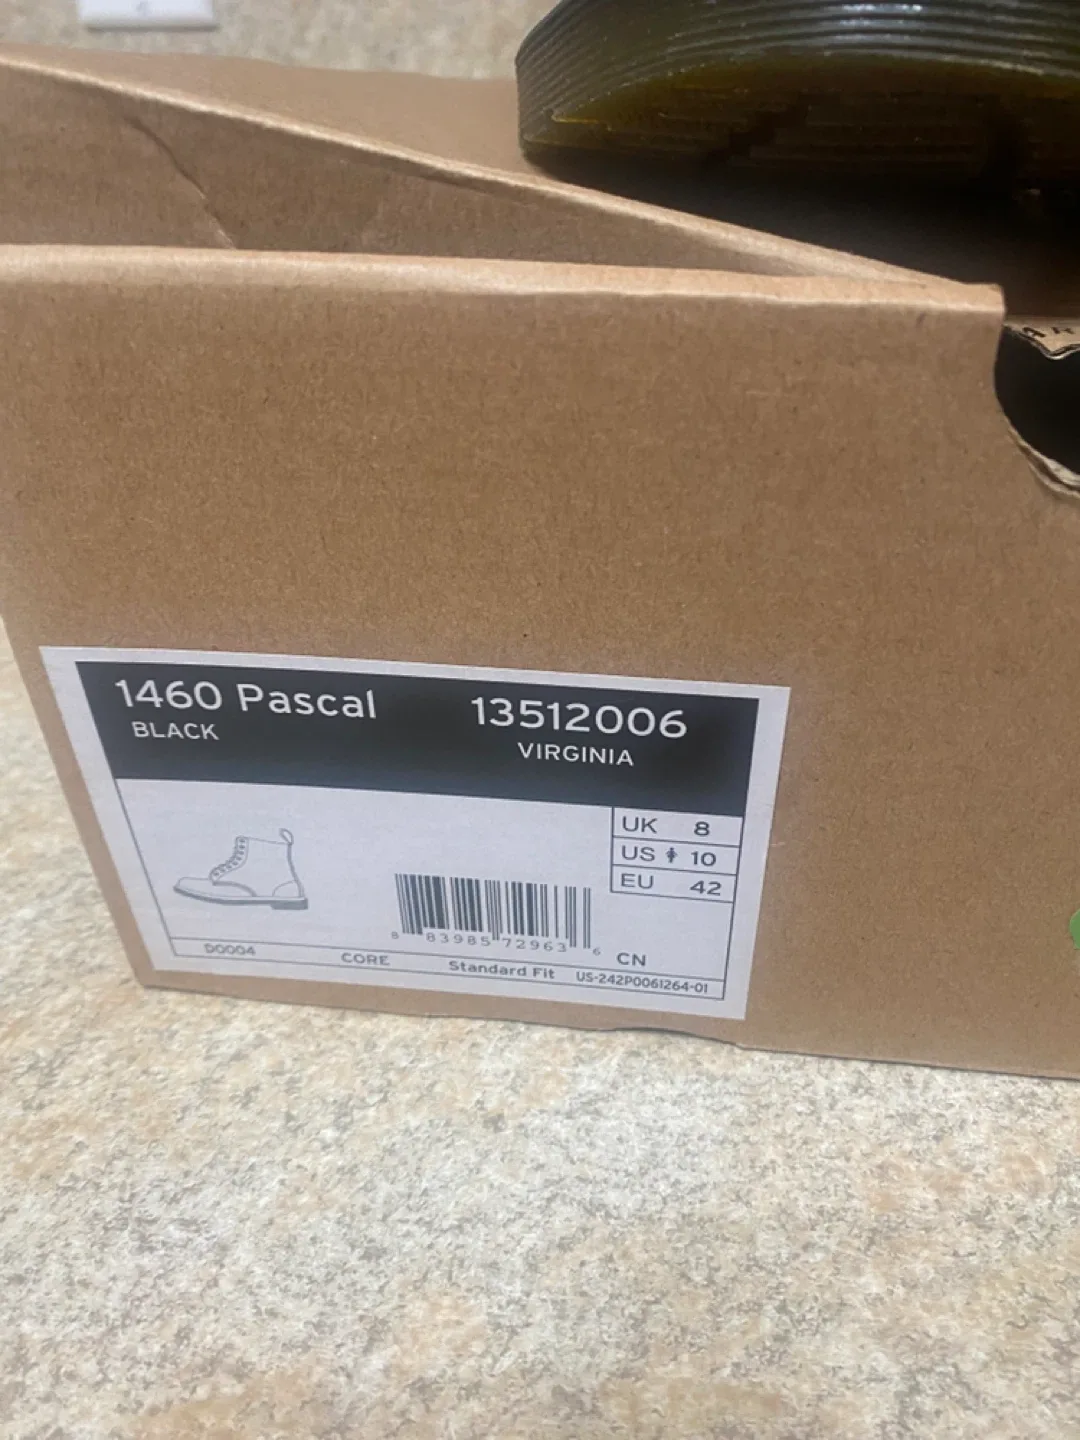 AR
1460 Pascal 13512006
BLACK VIRGINIA
UK 8
US 10
EU 42
8 83985 72963 6
CN
D0004 CORE Standard Fit US-242P0061264-01